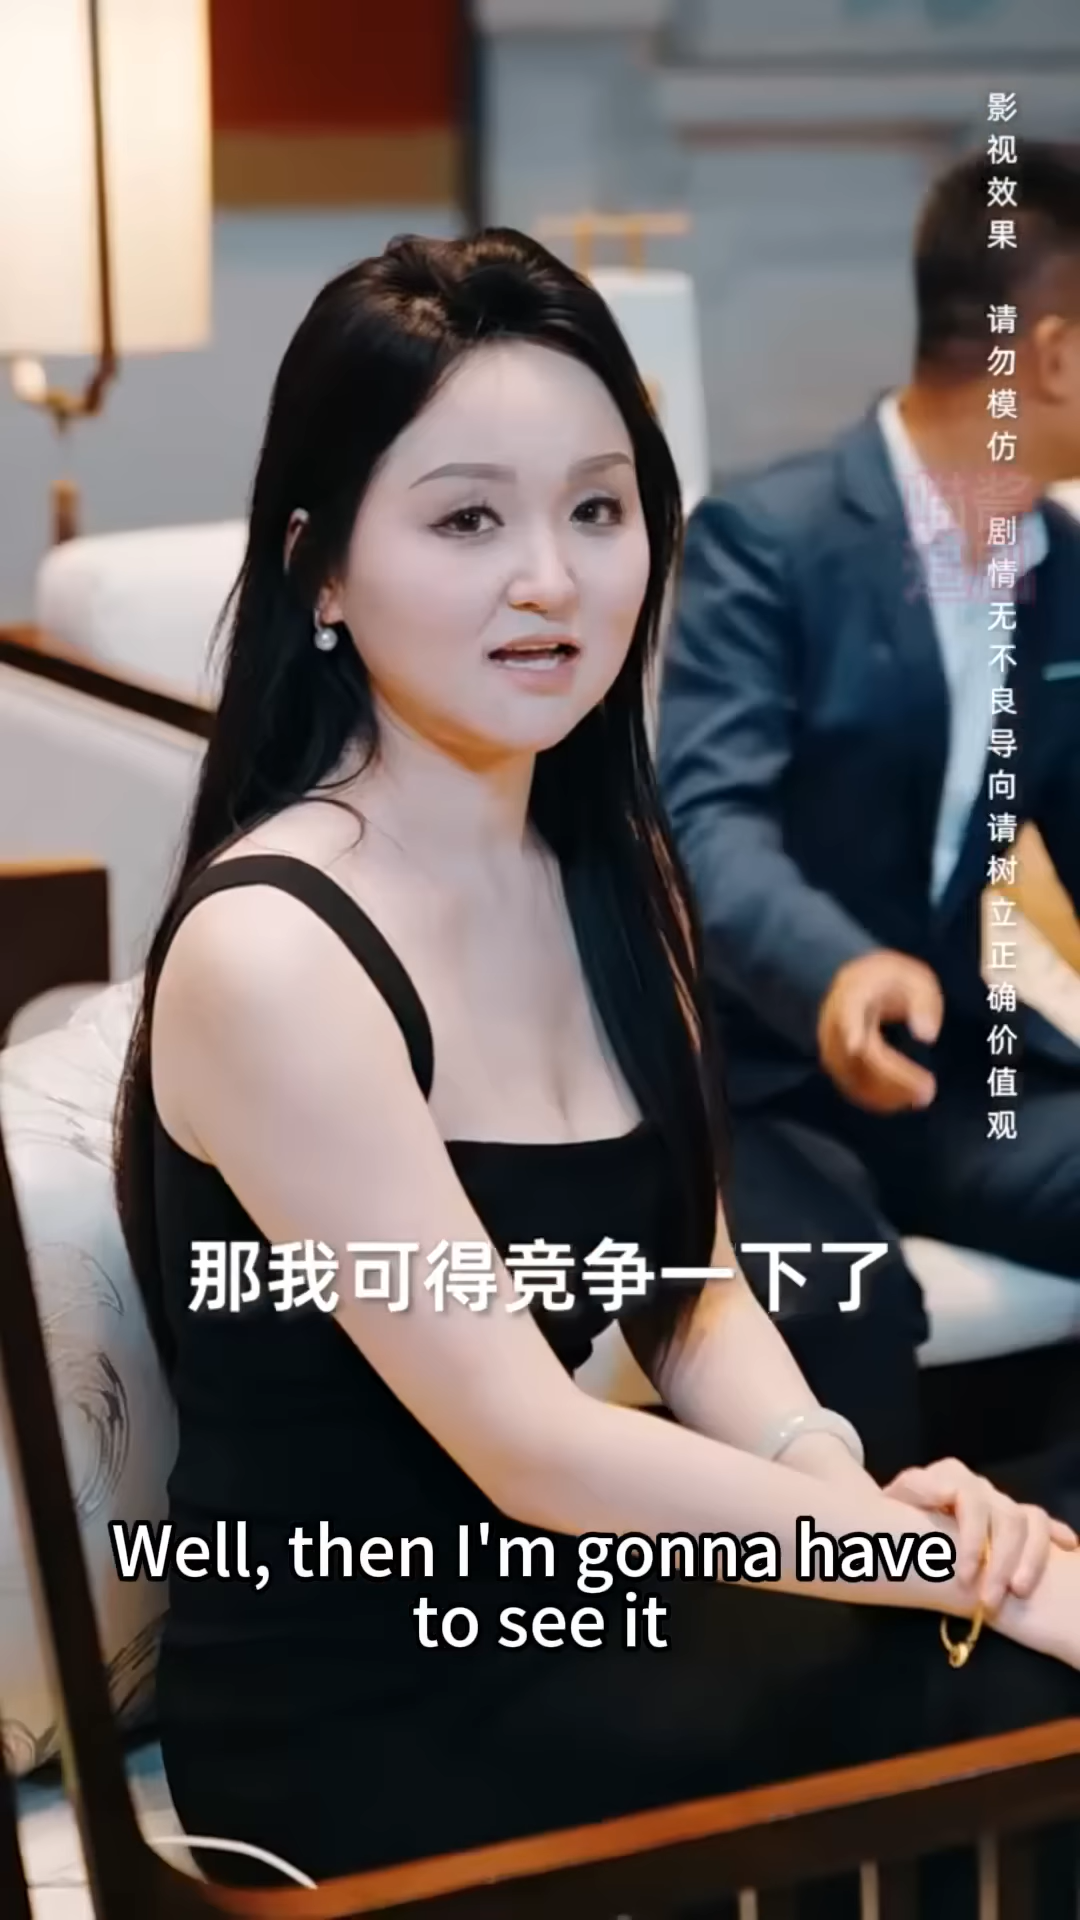 影视效果 请勿模仿 剧情无不良导向请树立正确价值观
那我可得竞争一下了
Well, then I'm gonna have
to see it